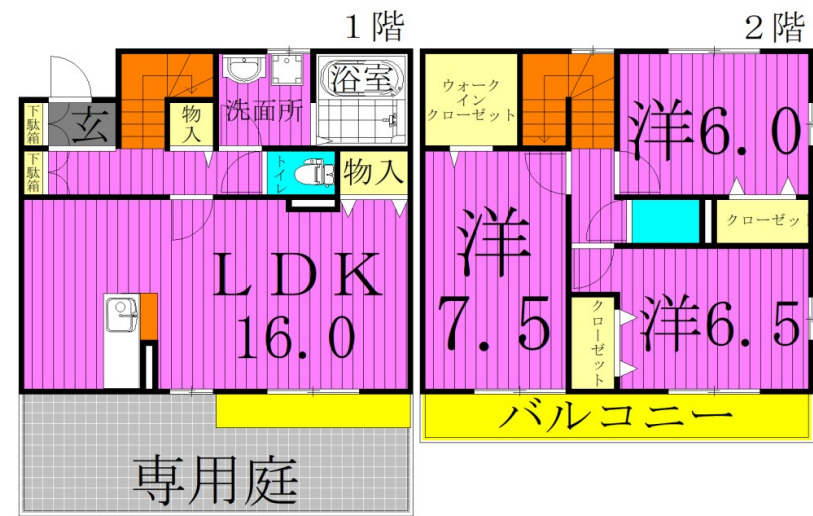 １階
２階
下駄箱
玄
物入
洗面所
浴室
下駄箱
トイレ
物入
ＬＤＫ
16.0
専用庭
ウォーク
イン
クローゼット
洋6.0
クローゼット
洋
7.5
クローゼット
洋6.5
バルコニー